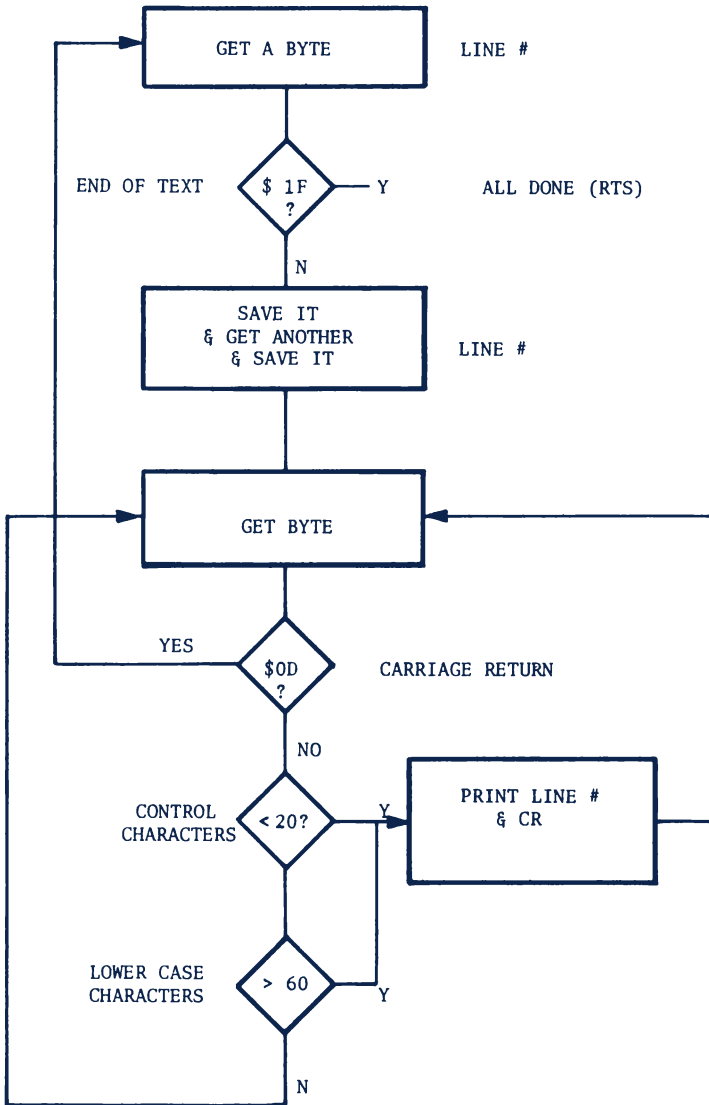 GET A BYTE
LINE #
END OF TEXT
$ 1F
?
Y
ALL DONE (RTS)
N
SAVE IT
& GET ANOTHER
& SAVE IT
LINE #
GET BYTE
YES
$0D
?
CARRIAGE RETURN
NO
CONTROL
CHARACTERS
< 20?
Y
PRINT LINE #
& CR
LOWER CASE
CHARACTERS
> 60
Y
N